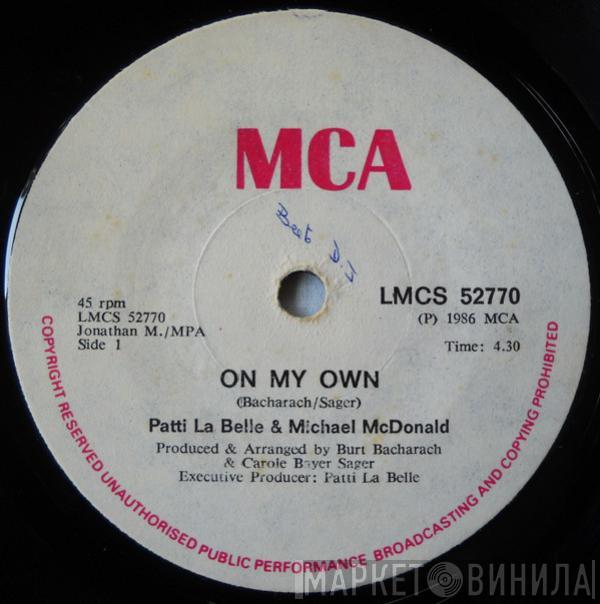 MCA
45 rpm
LMCS 52770
Jonathan M./MPA
Side 1
LMCS 52770
(P) 1986 MCA
Time: 4.30
ON MY OWN
(Bacharach/Sager)
Patti La Belle & Michael McDonald
Produced & Arranged by Burt Bacharach
& Carole Bayer Sager
Executive Producer: Patti La Belle
COPYRIGHT RESERVED UNAUTHORISED PUBLIC PERFORMANCE BROADCASTING AND COPYING PROHIBITED
МАРКЕТ ВИНИЛА